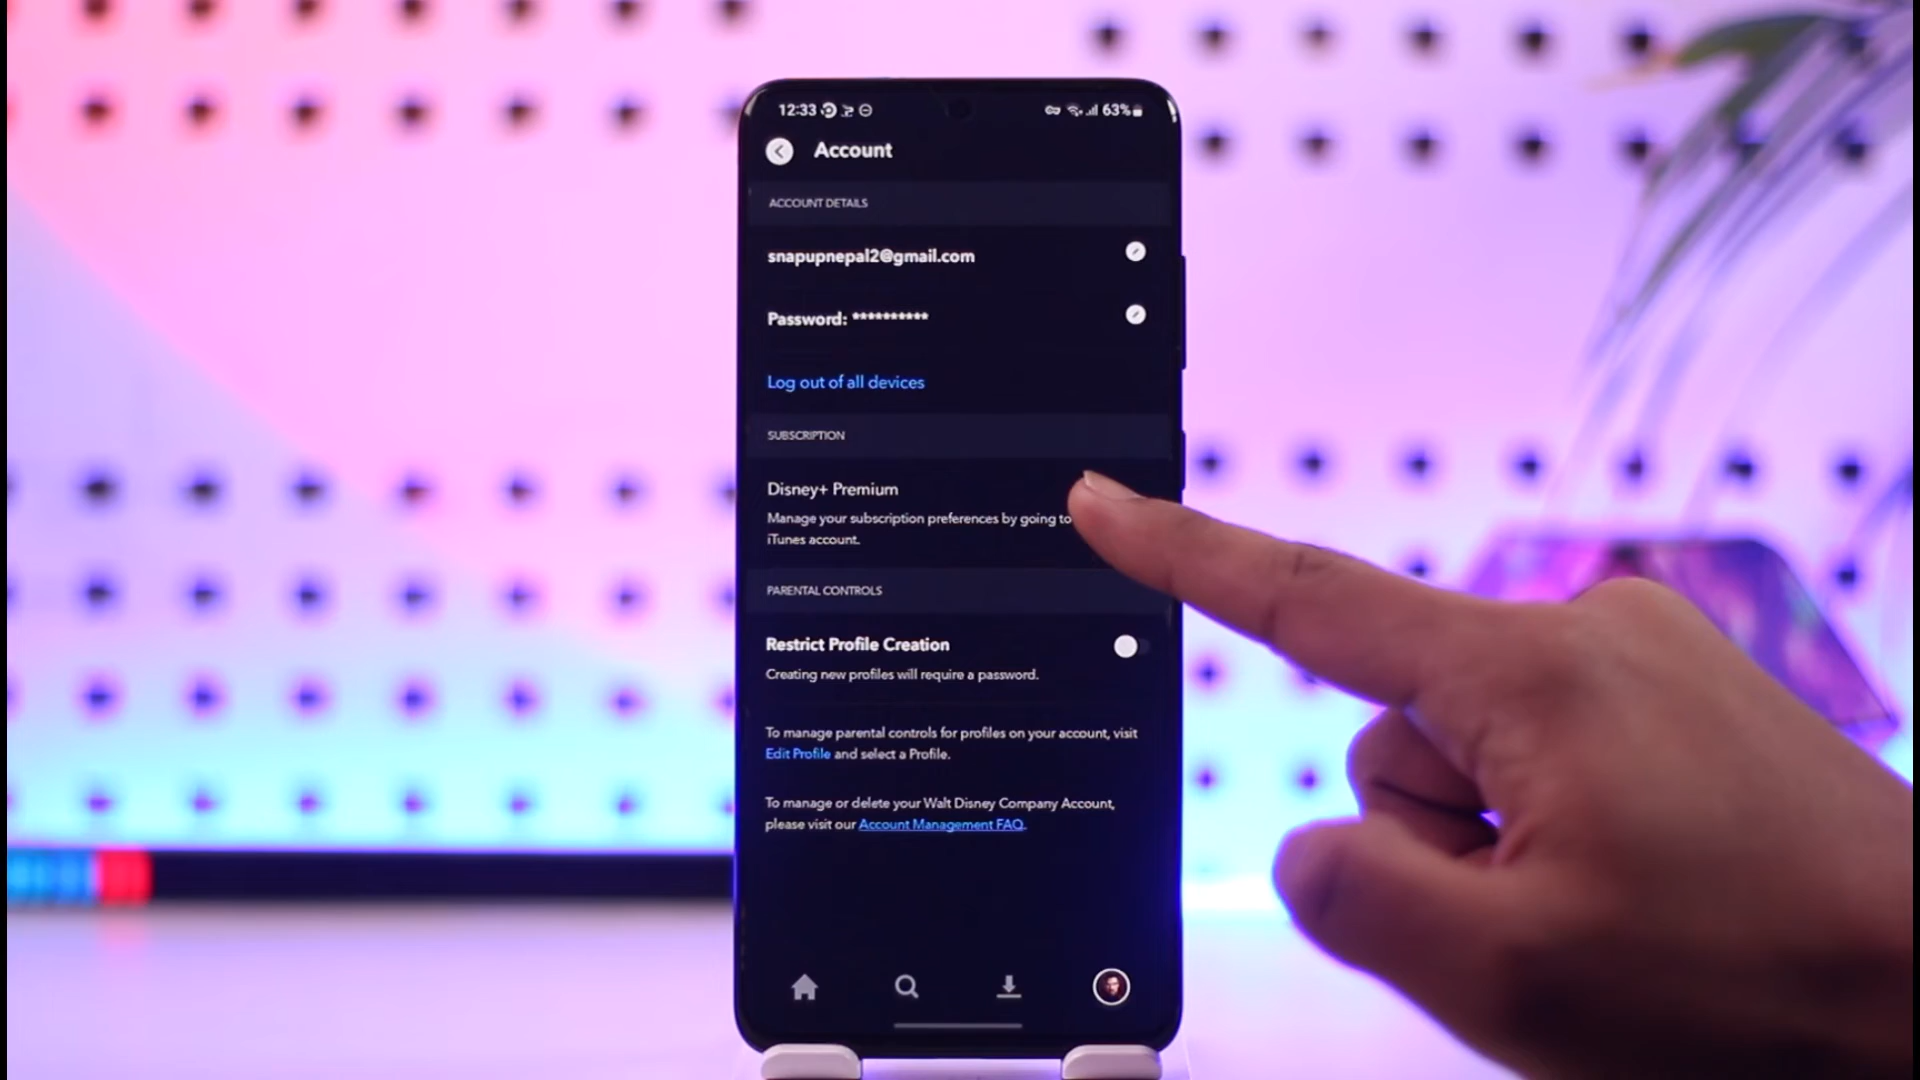 12:33 63%
Account
ACCOUNT DETAILS
snapupnepal2@gmail.com
Password: **********
Log out of all devices
SUBSCRIPTION
Disney+ Premium
Manage your subscription preferences by going to
iTunes account.
PARENTAL CONTROLS
Restrict Profile Creation
Creating new profiles will require a password.
To manage parental controls for profiles on your account, visit
Edit Profile and select a Profile.
To manage or delete your Walt Disney Company Account,
please visit our Account Management FAQ.